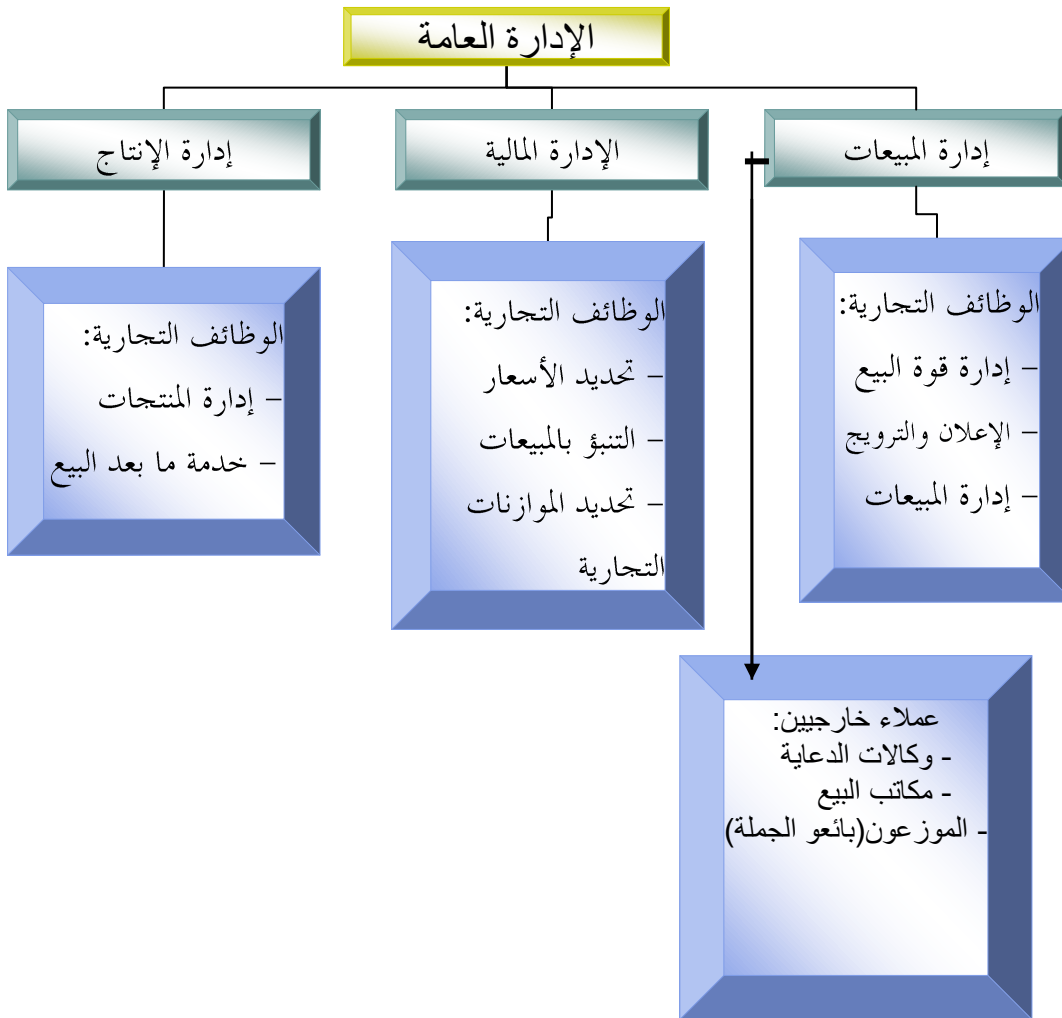 الإدارة العامة
إدارة المبيعات
الإدارة المالية
إدارة الإنتاج
الوظائف التجارية:
– إدارة قوة البيع
– الإعلان والترويج
– إدارة المبيعات
الوظائف التجارية:
– تحديد الأسعار
– التنبؤ بالمبيعات
– تحديد الموازنات
التجارية
الوظائف التجارية:
– إدارة المنتجات
– خدمة ما بعد البيع
عملاء خارجيين:
- وكالات الدعاية
- مكاتب البيع
- الموزعون(بائعو الجملة)